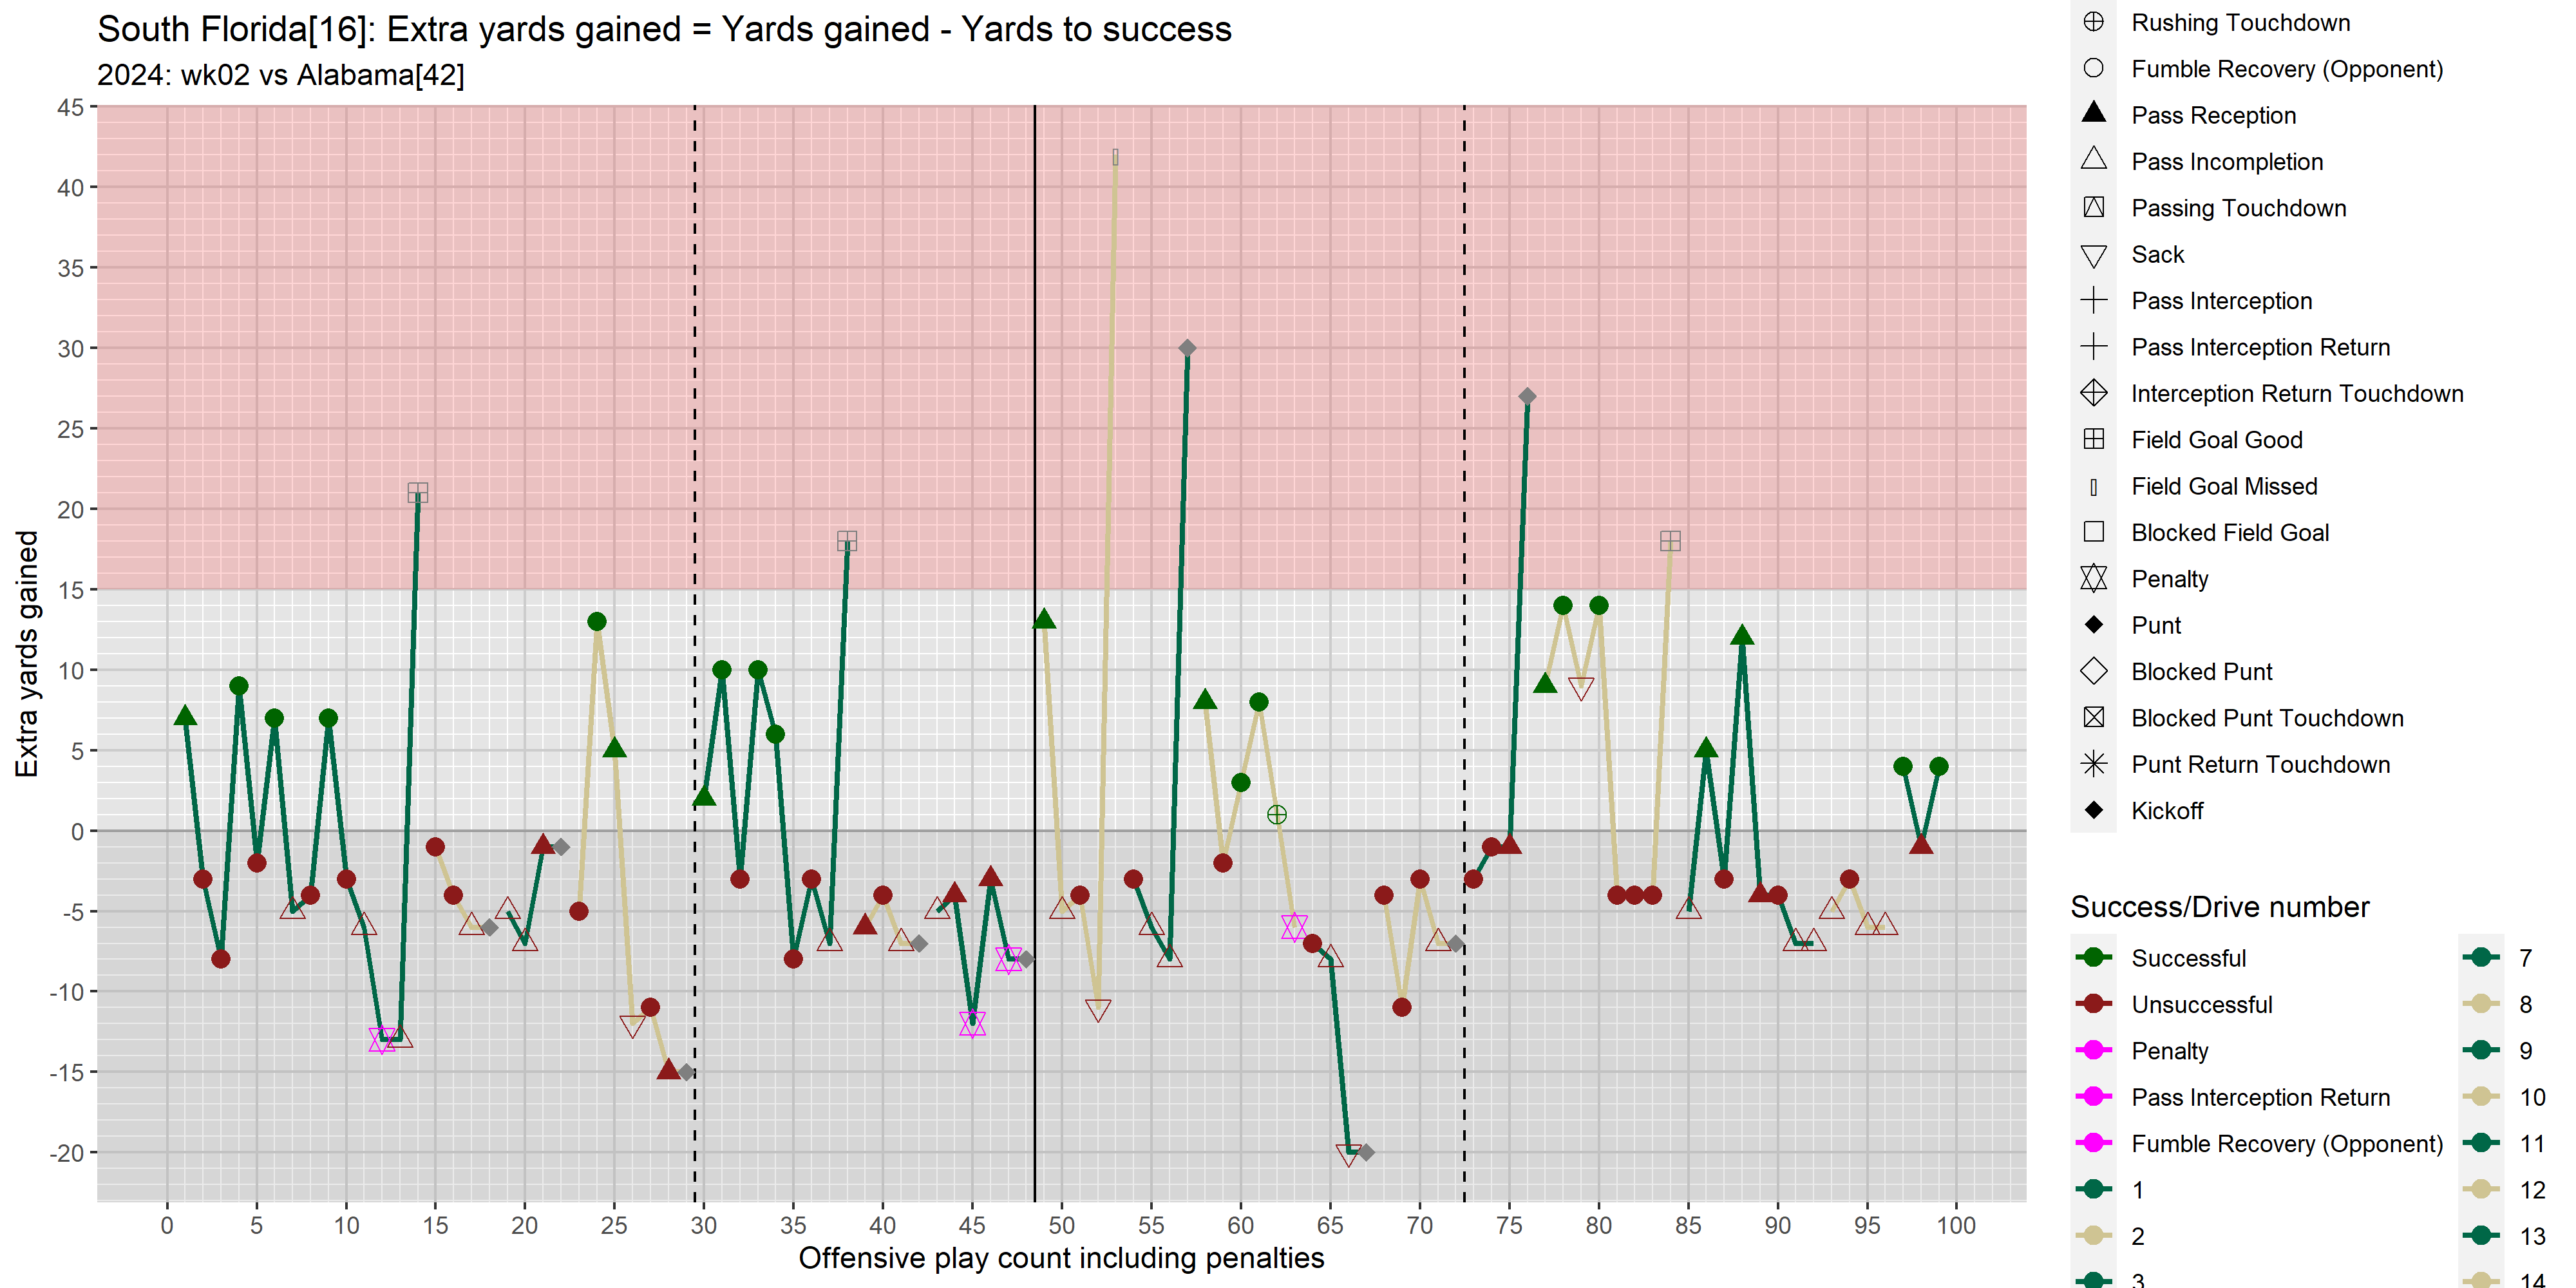 South Florida[16]: Extra yards gained = Yards gained - Yards to success
2024: wk02 vs Alabama[42]
Extra yards gained
45
40
35
30
25
20
15
10
5
0
-5
-10
-15
-20
0 5 10 15 20 25 30 35 40 45 50 55 60 65 70 75 80 85 90 95 100
Offensive play count including penalties
Rushing Touchdown
Fumble Recovery (Opponent)
Pass Reception
Pass Incompletion
Passing Touchdown
Sack
Pass Interception
Pass Interception Return
Interception Return Touchdown
Field Goal Good
Field Goal Missed
Blocked Field Goal
Penalty
Punt
Blocked Punt
Blocked Punt Touchdown
Punt Return Touchdown
Kickoff
Success/Drive number
Successful
Unsuccessful
Penalty
Pass Interception Return
Fumble Recovery (Opponent)
1
2
3
7
8
9
10
11
12
13
14